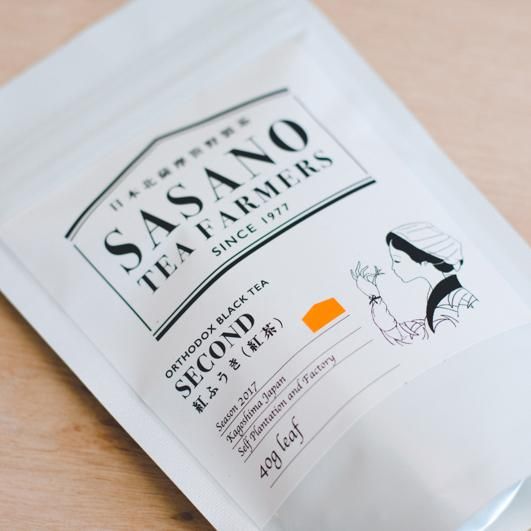 日本北薩摩笹野製茶
SASANO
TEA FARMERS
SINCE 1977
ORTHODOX BLACK TEA
SECOND
紅ふうき(紅茶)
Season 2017
Kagoshima Japan
Self Plantation and Factory
40g leaf